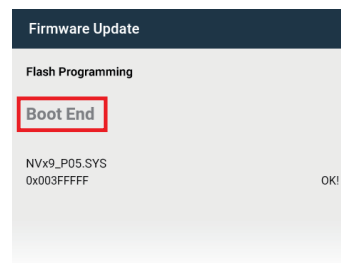 Firmware Update
Flash Programming
Boot End
NVx9_P05.SYS
0x003FFFFF OK!